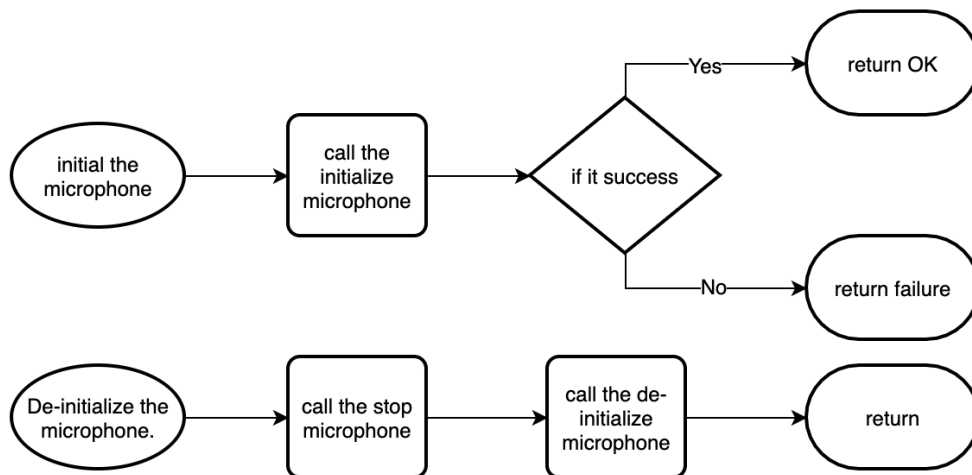 Yes
return OK
initial the
microphone
call the
initialize
microphone
if it success
No
return failure
De-initialize the
microphone.
call the stop
microphone
call the de-
initialize
microphone
return